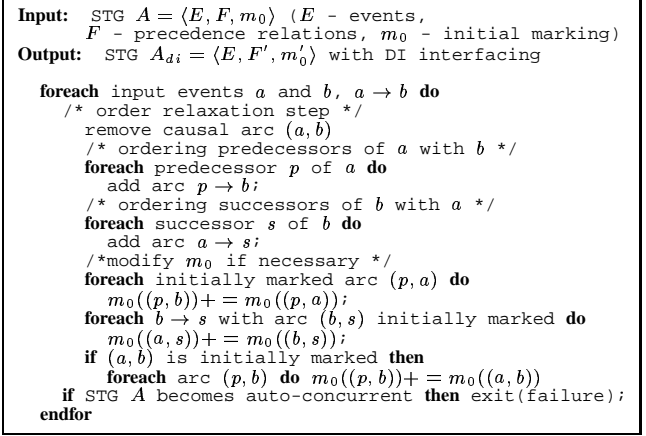 Input: STG A = ⟨E, F, m₀⟩ (E - events,
F - precedence relations, m₀ - initial marking)
Output: STG A_di = ⟨E, F′, m′₀⟩ with DI interfacing
foreach input events a and b, a → b do
/* order relaxation step */
remove causal arc (a, b)
/* ordering predecessors of a with b */
foreach predecessor p of a do
add arc p → b;
/* ordering successors of b with a */
foreach successor s of b do
add arc a → s;
/*modify m₀ if necessary */
foreach initially marked arc (p, a) do
m₀((p, b))+ = m₀((p, a));
foreach b → s with arc (b, s) initially marked do
m₀((a, s))+ = m₀((b, s));
if (a, b) is initially marked then
foreach arc (p, b) do m₀((p, b))+ = m₀((a, b))
if STG A becomes auto-concurrent then exit(failure);
endfor